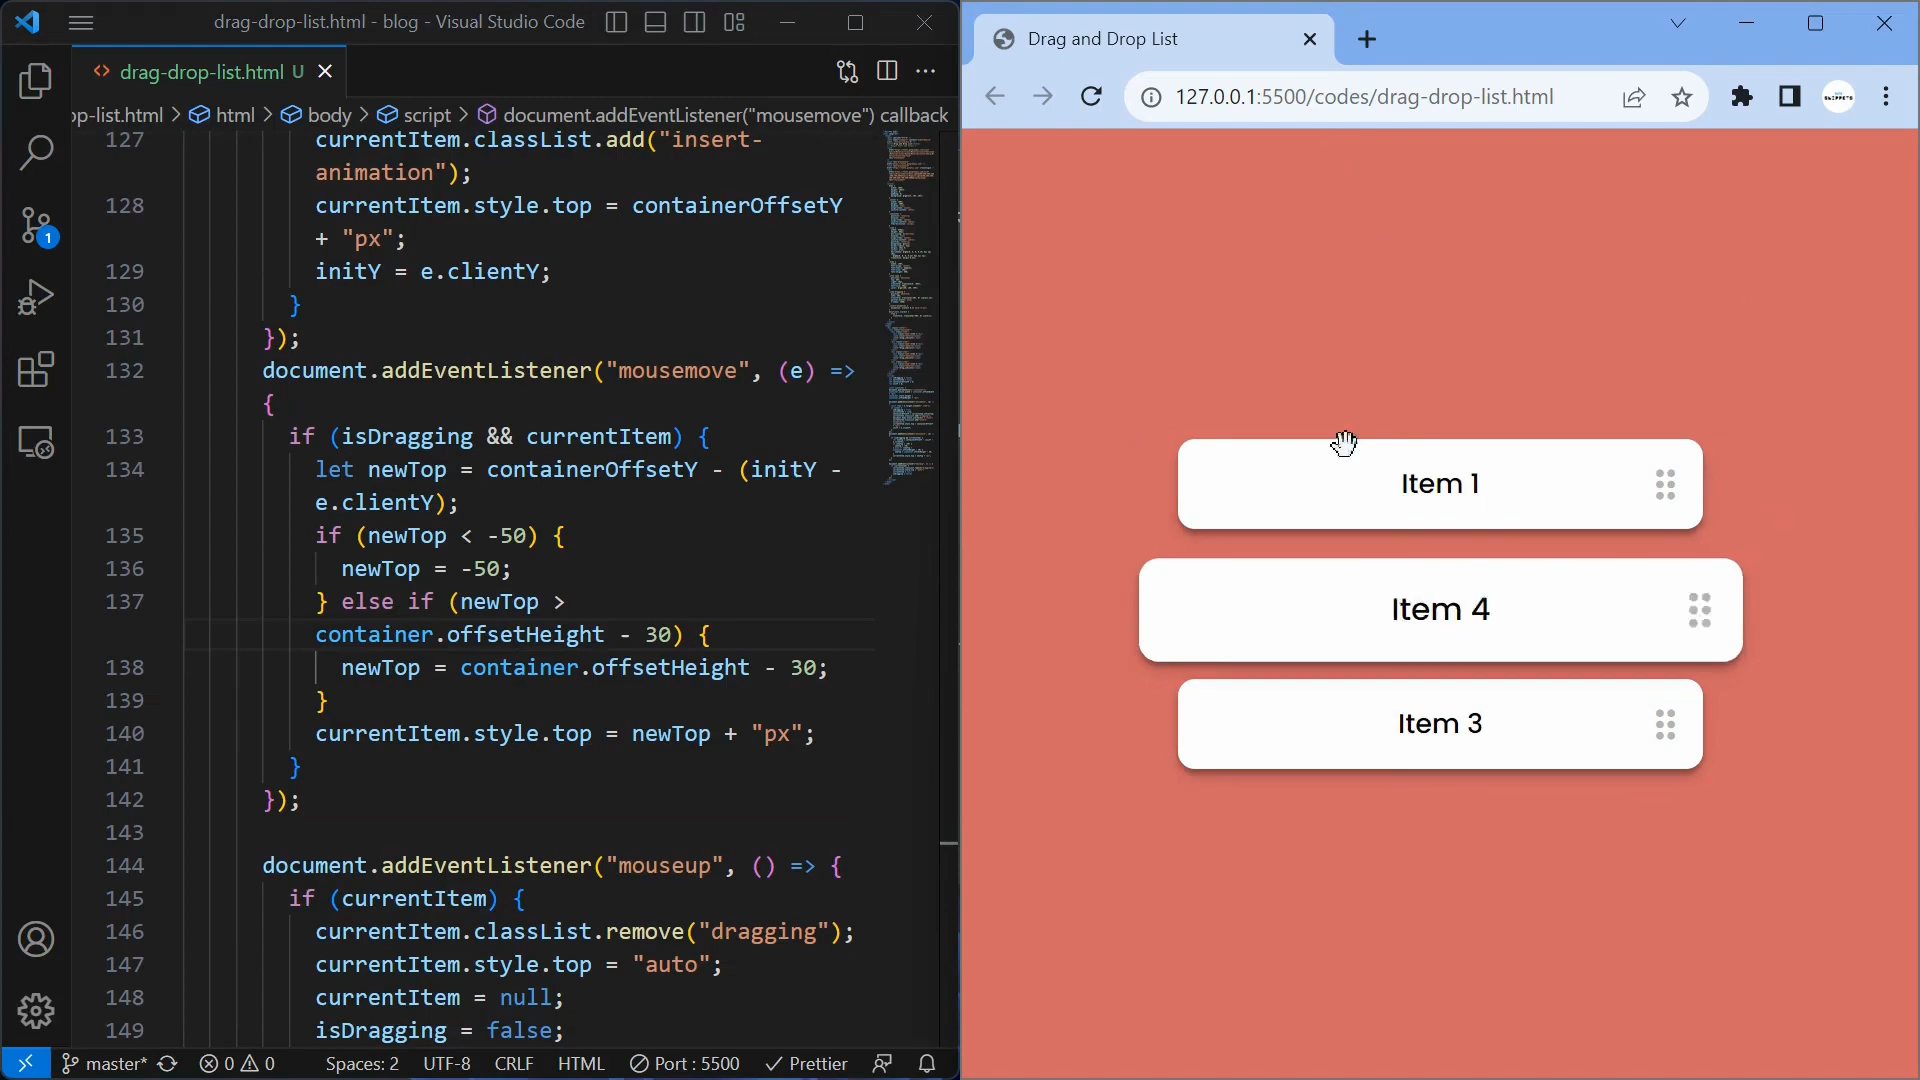 drag-drop-list.html - blog - Visual Studio Code
drag-drop-list.html U
op-list.html > html > body > script > document.addEventListener("mousemove") callback
127 currentItem.classList.add("insert-
animation");
128 currentItem.style.top = containerOffsetY
+ "px";
129 initY = e.clientY;
130 }
131 });
132 document.addEventListener("mousemove", (e) =>
{
133 if (isDragging && currentItem) {
134 let newTop = containerOffsetY - (initY -
e.clientY);
135 if (newTop < -50) {
136 newTop = -50;
137 } else if (newTop >
container.offsetHeight - 30) {
138 newTop = container.offsetHeight - 30;
139 }
140 currentItem.style.top = newTop + "px";
141 }
142 });
143
144 document.addEventListener("mouseup", () => {
145 if (currentItem) {
146 currentItem.classList.remove("dragging");
147 currentItem.style.top = "auto";
148 currentItem = null;
149 isDragging = false;
1
master* 0 0 Spaces: 2 UTF-8 CRLF HTML Port : 5500 Prettier
Drag and Drop List
127.0.0.1:5500/codes/drag-drop-list.html
Item 1
Item 4
Item 3